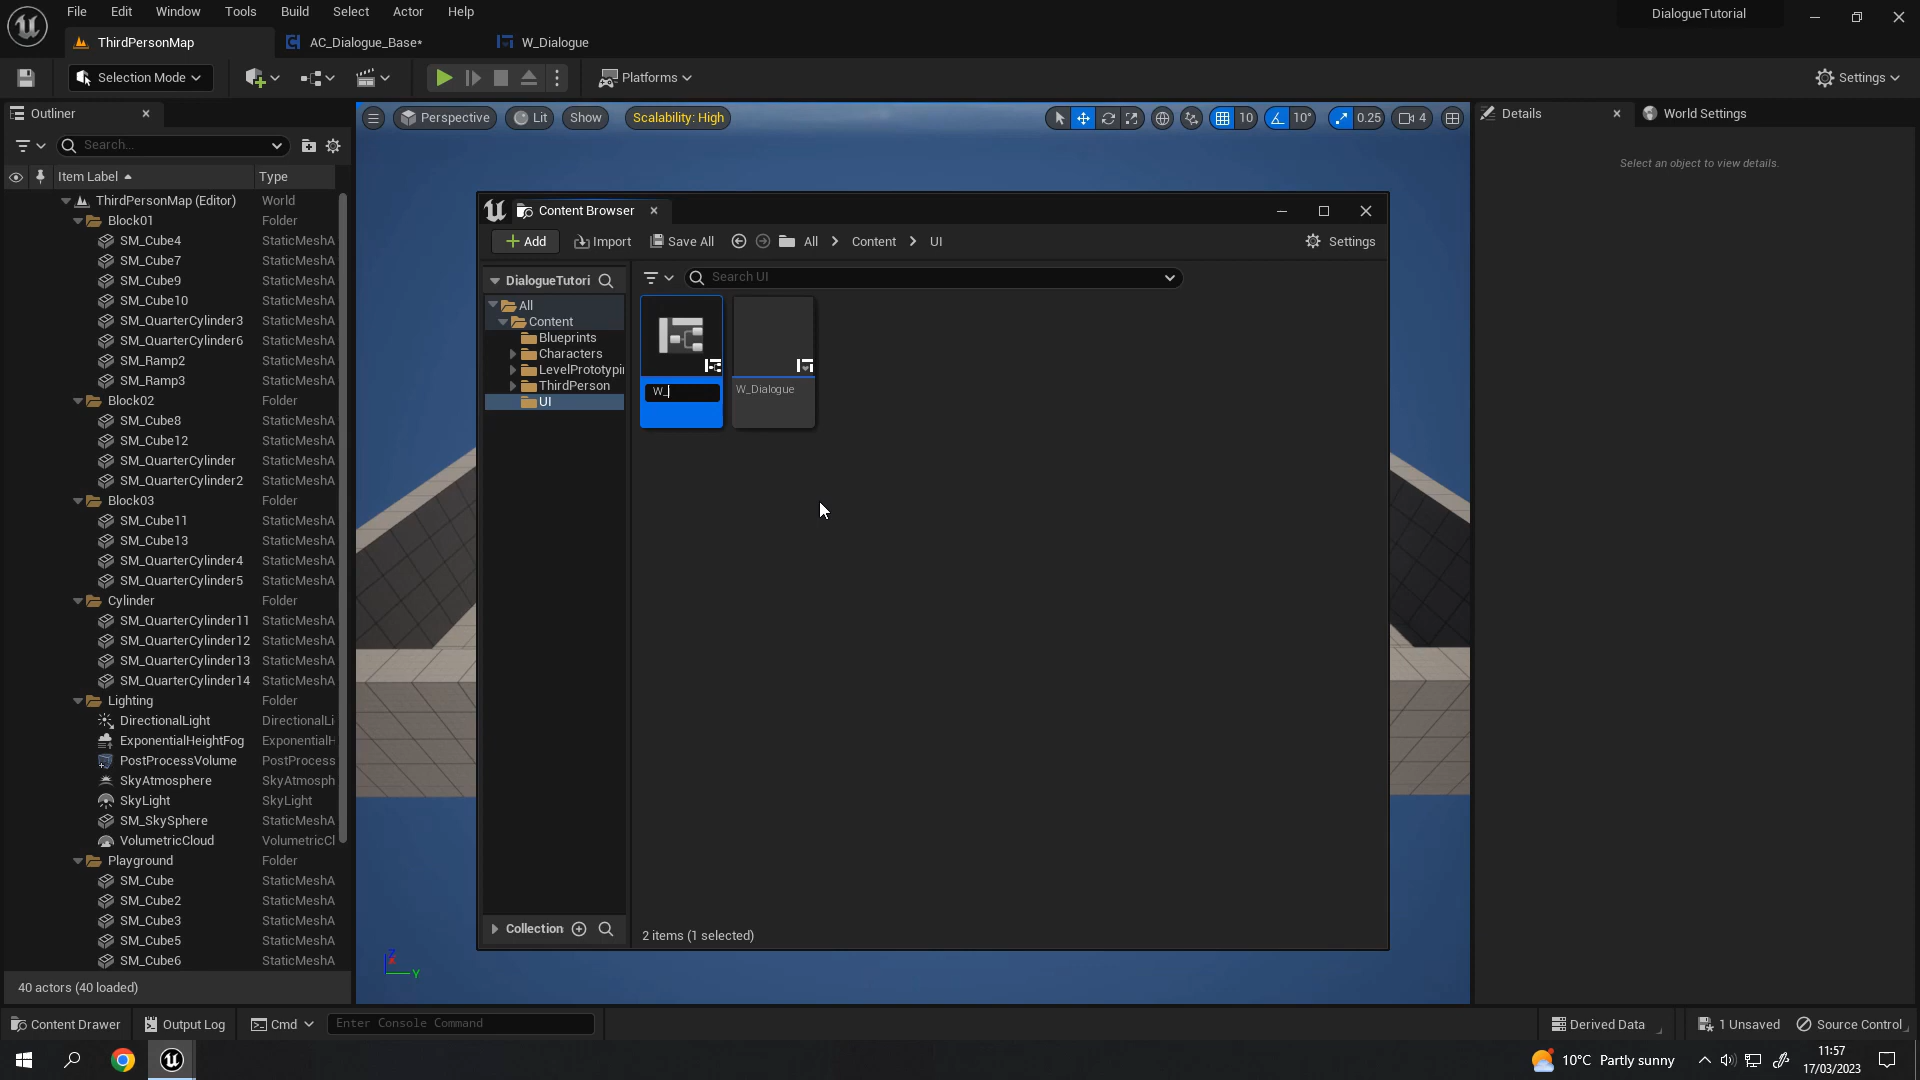 File Edit Window Tools Build Select Actor Help
DialogueTutorial
ThirdPersonMap
AC_Dialogue_Base*
W_Dialogue
Selection Mode
Platforms
Settings
Outliner
Search...
Item Label Type
ThirdPersonMap (Editor) World
Block01 Folder
SM_Cube4 StaticMeshA
SM_Cube7 StaticMeshA
SM_Cube9 StaticMeshA
SM_Cube10 StaticMeshA
SM_QuarterCylinder3 StaticMeshA
SM_QuarterCylinder6 StaticMeshA
SM_Ramp2 StaticMeshA
SM_Ramp3 StaticMeshA
Block02 Folder
SM_Cube8 StaticMeshA
SM_Cube12 StaticMeshA
SM_QuarterCylinder StaticMeshA
SM_QuarterCylinder2 StaticMeshA
Block03 Folder
SM_Cube11 StaticMeshA
SM_Cube13 StaticMeshA
SM_QuarterCylinder4 StaticMeshA
SM_QuarterCylinder5 StaticMeshA
Cylinder Folder
SM_QuarterCylinder11 StaticMeshA
SM_QuarterCylinder12 StaticMeshA
SM_QuarterCylinder13 StaticMeshA
SM_QuarterCylinder14 StaticMeshA
Lighting Folder
DirectionalLight DirectionalLi
ExponentialHeightFog ExponentialH
PostProcessVolume PostProcess
SkyAtmosphere SkyAtmosph
SkyLight SkyLight
SM_SkySphere StaticMeshA
VolumetricCloud VolumetricCl
Playground Folder
SM_Cube StaticMeshA
SM_Cube2 StaticMeshA
SM_Cube3 StaticMeshA
SM_Cube5 StaticMeshA
SM_Cube6 StaticMeshA
40 actors (40 loaded)
Perspective Lit Show Scalability: High 10 10° 0.25 4
Content Browser
Add Import Save All All Content UI Settings
DialogueTutori
All
Content
Blueprints
Characters
LevelPrototypi
ThirdPerson
UI
Collection
Search UI
W_
W_Dialogue
2 items (1 selected)
Z
Y
Details
World Settings
Select an object to view details.
Content Drawer Output Log Cmd Enter Console Command Derived Data 1 Unsaved Source Control
10°C Partly sunny
11:57
17/03/2023